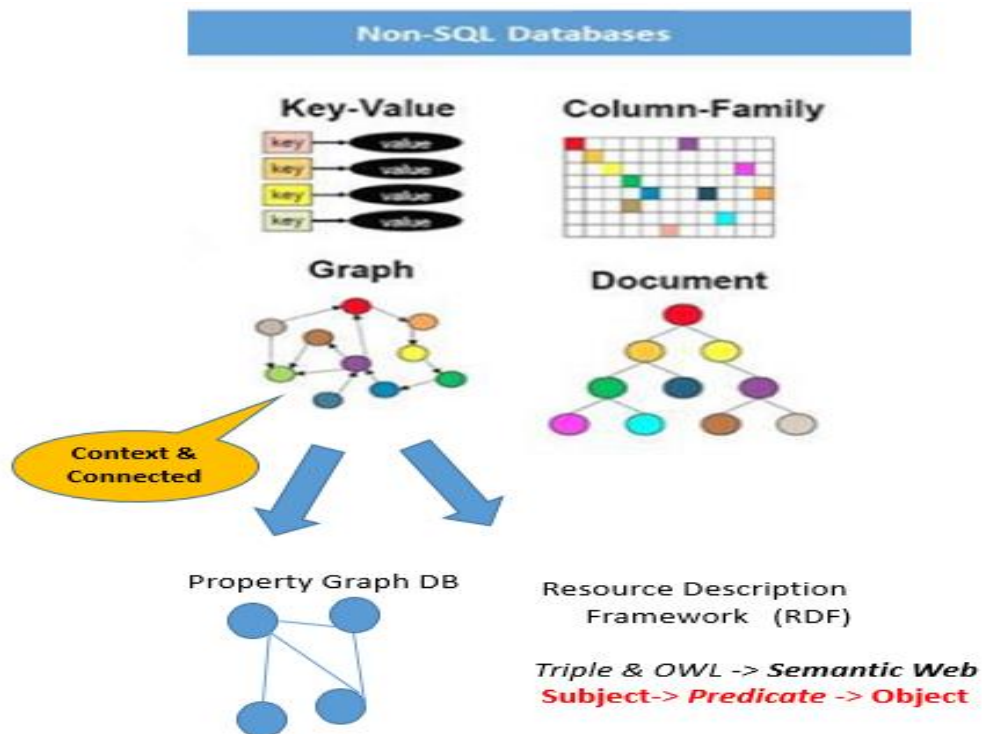 Non-SQL Databases
Key-Value
Column-Family
key
value
key
value
key
value
key
value
Graph
Document
Context &
Connected
Property Graph DB
Resource Description
Framework (RDF)
Triple & OWL -> Semantic Web
Subject-> Predicate -> Object